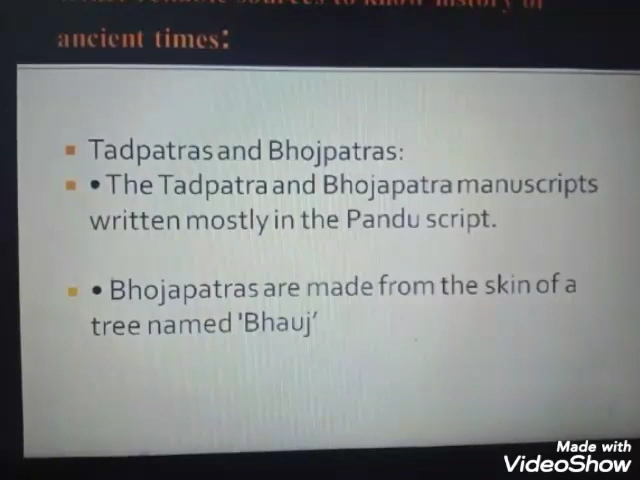 ancient times:
Tadpatras and Bhojpatras:
• The Tadpatra and Bhojapatra manuscripts
written mostly in the Pandu script.
• Bhojapatras are made from the skin of a
tree named 'Bhauj'
Made with
VideoShow